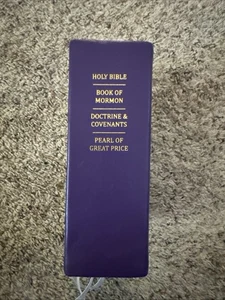 HOLY BIBLE
BOOK OF
MORMON
DOCTRINE &
COVENANTS
PEARL OF
GREAT PRICE